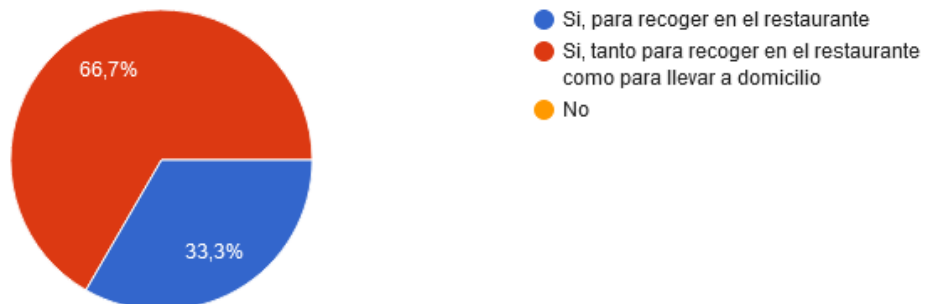 66,7%
33,3%
Si, para recoger en el restaurante
Si, tanto para recoger en el restaurante
como para llevar a domicilio
No